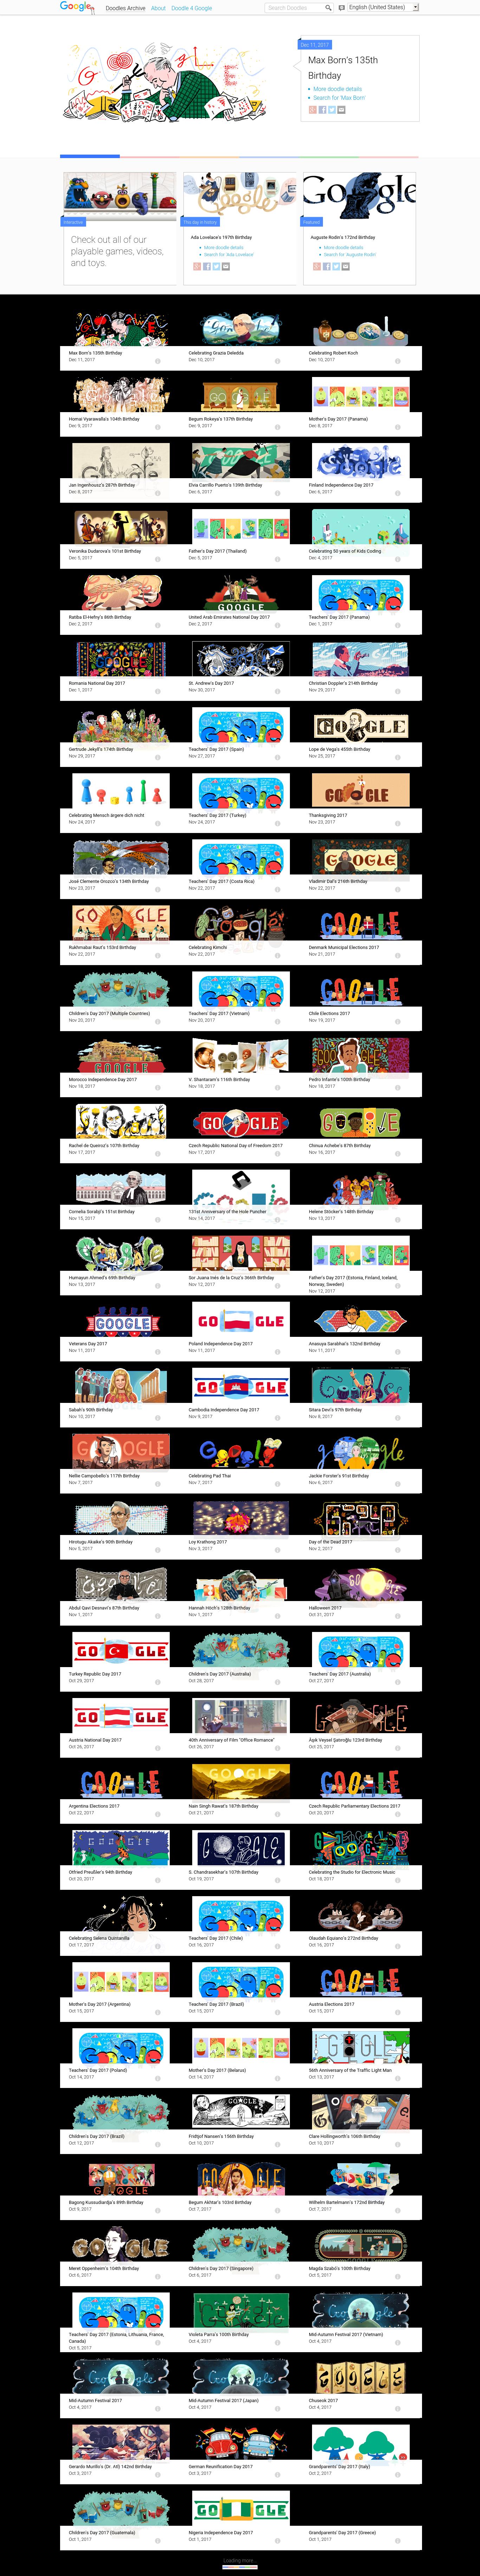 Google
Doodles Archive About Doodle 4 Google
Search Doodles
English (United States)
Dec 11, 2017
Max Born's 135th
Birthday
More doodle details
Search for 'Max Born'
Interactive
Check out all of our
playable games, videos,
and toys.
This day in history
Ada Lovelace's 197th Birthday
More doodle details
Search for 'Ada Lovelace'
Featured
Auguste Rodin's 172nd Birthday
More doodle details
Search for 'Auguste Rodin'
Max Born's 135th Birthday
Dec 11, 2017
Celebrating Grazia Deledda
Dec 10, 2017
Celebrating Robert Koch
Dec 10, 2017
Homai Vyarawalla's 104th Birthday
Dec 9, 2017
Begum Rokeya's 137th Birthday
Dec 9, 2017
Mother's Day 2017 (Panama)
Dec 8, 2017
Jan Ingenhousz's 287th Birthday
Dec 8, 2017
Elvia Carrillo Puerto's 139th Birthday
Dec 6, 2017
Finland Independence Day 2017
Dec 6, 2017
Veronika Dudarova's 101st Birthday
Dec 5, 2017
Father's Day 2017 (Thailand)
Dec 5, 2017
Celebrating 50 years of Kids Coding
Dec 4, 2017
Ratiba El-Hefny's 86th Birthday
Dec 2, 2017
United Arab Emirates National Day 2017
Dec 2, 2017
Teachers' Day 2017 (Panama)
Dec 1, 2017
Romania National Day 2017
Dec 1, 2017
St. Andrew's Day 2017
Nov 30, 2017
Christian Doppler's 214th Birthday
Nov 29, 2017
Gertrude Jekyll's 174th Birthday
Nov 29, 2017
Teachers' Day 2017 (Spain)
Nov 27, 2017
Lope de Vega's 455th Birthday
Nov 25, 2017
Celebrating Mensch ärgere dich nicht
Nov 24, 2017
Teachers' Day 2017 (Turkey)
Nov 24, 2017
Thanksgiving 2017
Nov 23, 2017
José Clemente Orozco's 134th Birthday
Nov 23, 2017
Teachers' Day 2017 (Costa Rica)
Nov 22, 2017
Vladimir Dal's 216th Birthday
Nov 22, 2017
Rukhmabai Raut's 153rd Birthday
Nov 22, 2017
Celebrating Kimchi
Nov 22, 2017
Denmark Municipal Elections 2017
Nov 21, 2017
Children's Day 2017 (Multiple Countries)
Nov 20, 2017
Teachers' Day 2017 (Vietnam)
Nov 20, 2017
Chile Elections 2017
Nov 19, 2017
Morocco Independence Day 2017
Nov 18, 2017
V. Shantaram's 116th Birthday
Nov 18, 2017
Pedro Infante's 100th Birthday
Nov 18, 2017
Rachel de Queiroz's 107th Birthday
Nov 17, 2017
Czech Republic National Day of Freedom 2017
Nov 17, 2017
Chinua Achebe's 87th Birthday
Nov 16, 2017
Cornelia Sorabji's 151st Birthday
Nov 15, 2017
131st Anniversary of the Hole Puncher
Nov 14, 2017
Helene Stöcker's 148th Birthday
Nov 13, 2017
Humayun Ahmed's 69th Birthday
Nov 13, 2017
Sor Juana Inés de la Cruz's 366th Birthday
Nov 12, 2017
Father's Day 2017 (Estonia, Finland, Iceland,
Norway, Sweden)
Nov 12, 2017
Veterans Day 2017
Nov 11, 2017
Poland Independence Day 2017
Nov 11, 2017
Anasuya Sarabhai's 132nd Birthday
Nov 11, 2017
Sabah's 90th Birthday
Nov 10, 2017
Cambodia Independence Day 2017
Nov 9, 2017
Sitara Devi's 97th Birthday
Nov 8, 2017
Nellie Campobello's 117th Birthday
Nov 7, 2017
Celebrating Pad Thai
Nov 7, 2017
Jackie Forster's 91st Birthday
Nov 6, 2017
Hirotugu Akaike's 90th Birthday
Nov 5, 2017
Loy Krathong 2017
Nov 3, 2017
Day of the Dead 2017
Nov 2, 2017
Abdul Qavi Desnavi's 87th Birthday
Nov 1, 2017
Hannah Höch's 128th Birthday
Nov 1, 2017
Halloween 2017
Oct 31, 2017
Turkey Republic Day 2017
Oct 29, 2017
Children's Day 2017 (Australia)
Oct 28, 2017
Teachers' Day 2017 (Australia)
Oct 27, 2017
Austria National Day 2017
Oct 26, 2017
40th Anniversary of Film "Office Romance"
Oct 26, 2017
Âşık Veysel Şatıroğlu 123rd Birthday
Oct 25, 2017
Argentina Elections 2017
Oct 22, 2017
Nain Singh Rawat's 187th Birthday
Oct 21, 2017
Czech Republic Parliamentary Elections 2017
Oct 20, 2017
Otfried Preußler's 94th Birthday
Oct 20, 2017
S. Chandrasekhar's 107th Birthday
Oct 19, 2017
Celebrating the Studio for Electronic Music
Oct 18, 2017
Celebrating Selena Quintanilla
Oct 17, 2017
Teachers' Day 2017 (Chile)
Oct 16, 2017
Olaudah Equiano's 272nd Birthday
Oct 16, 2017
Mother's Day 2017 (Argentina)
Oct 15, 2017
Teachers' Day 2017 (Brazil)
Oct 15, 2017
Austria Elections 2017
Oct 15, 2017
Teachers' Day 2017 (Poland)
Oct 14, 2017
Mother's Day 2017 (Belarus)
Oct 14, 2017
56th Anniversary of the Traffic Light Man
Oct 13, 2017
Children's Day 2017 (Brazil)
Oct 12, 2017
Fridtjof Nansen's 156th Birthday
Oct 10, 2017
Clare Hollingworth's 106th Birthday
Oct 10, 2017
Bagong Kussudiardja's 89th Birthday
Oct 9, 2017
Begum Akhtar's 103rd Birthday
Oct 7, 2017
Wilhelm Bartelmann's 172nd Birthday
Oct 7, 2017
Meret Oppenheim's 104th Birthday
Oct 6, 2017
Children's Day 2017 (Singapore)
Oct 6, 2017
Magda Szabó's 100th Birthday
Oct 5, 2017
Teachers' Day 2017 (Estonia, Lithuania, France,
Canada)
Oct 5, 2017
Violeta Parra's 100th Birthday
Oct 4, 2017
Mid-Autumn Festival 2017 (Vietnam)
Oct 4, 2017
Mid-Autumn Festival 2017
Oct 4, 2017
Mid-Autumn Festival 2017 (Japan)
Oct 4, 2017
Chuseok 2017
Oct 4, 2017
Gerardo Murillo's (Dr. Atl) 142nd Birthday
Oct 3, 2017
German Reunification Day 2017
Oct 3, 2017
Grandparents' Day 2017 (Italy)
Oct 2, 2017
Children's Day 2017 (Guatemala)
Oct 1, 2017
Nigeria Independence Day 2017
Oct 1, 2017
Grandparents' Day 2017 (Greece)
Oct 1, 2017
Loading more...